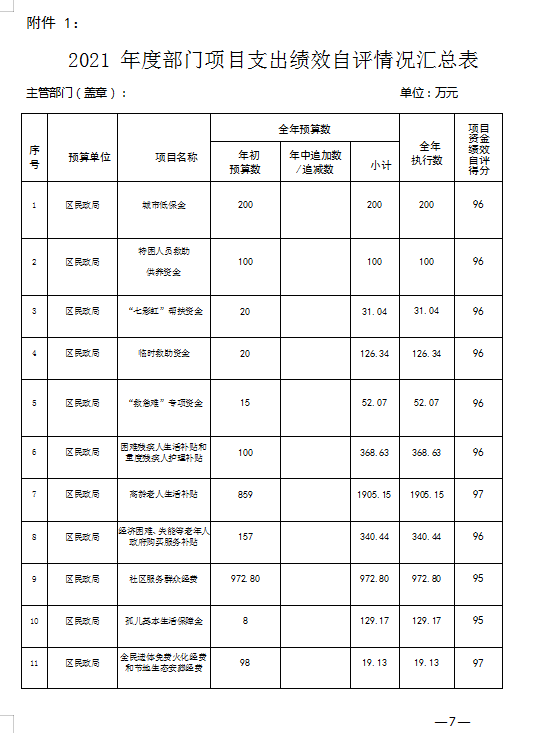 附件 1：
2021 年度部门项目支出绩效自评情况汇总表
主管部门（盖章）： 单位：万元
序号 预算单位 项目名称 全年预算数 全年执行数 项目资金绩效自评得分
年初预算数 年中追加数/追减数 小计
1 区民政局 城市低保金 200 200 200 96
2 区民政局 特困人员救助供养资金 100 100 100 96
3 区民政局 “七彩虹”帮扶资金 20 31.04 31.04 96
4 区民政局 临时救助资金 20 126.34 126.34 96
5 区民政局 “救急难”专项资金 15 52.07 52.07 96
6 区民政局 困难残疾人生活补贴和重度残疾人护理补贴 100 368.63 368.63 96
7 区民政局 高龄老人生活补贴 859 1905.15 1905.15 97
8 区民政局 经济困难、失能等老年人政府购买服务补贴 157 340.44 340.44 96
9 区民政局 社区服务群众经费 972.80 972.80 972.80 95
10 区民政局 孤儿基本生活保障金 8 129.17 129.17 95
11 区民政局 全民遗体免费火化经费和节地生态安葬经费 98 19.13 19.13 97
—7—